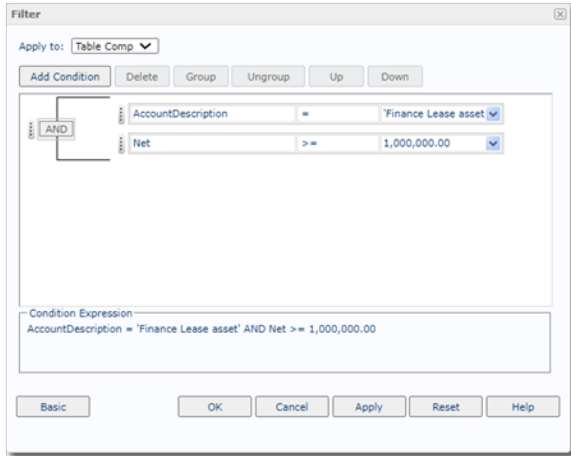 Filter
Apply to: Table Comp
Add Condition Delete Group Ungroup Up Down
AccountDescription = 'Finance Lease asset
AND
Net >= 1,000,000.00
Condition Expression
AccountDescription = 'Finance Lease asset' AND Net >= 1,000,000.00
Basic OK Cancel Apply Reset Help